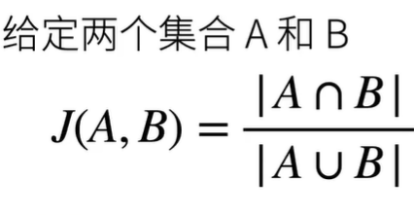 给定两个集合 A 和 B
J(A, B) = |A ∩ B| / |A ∪ B|